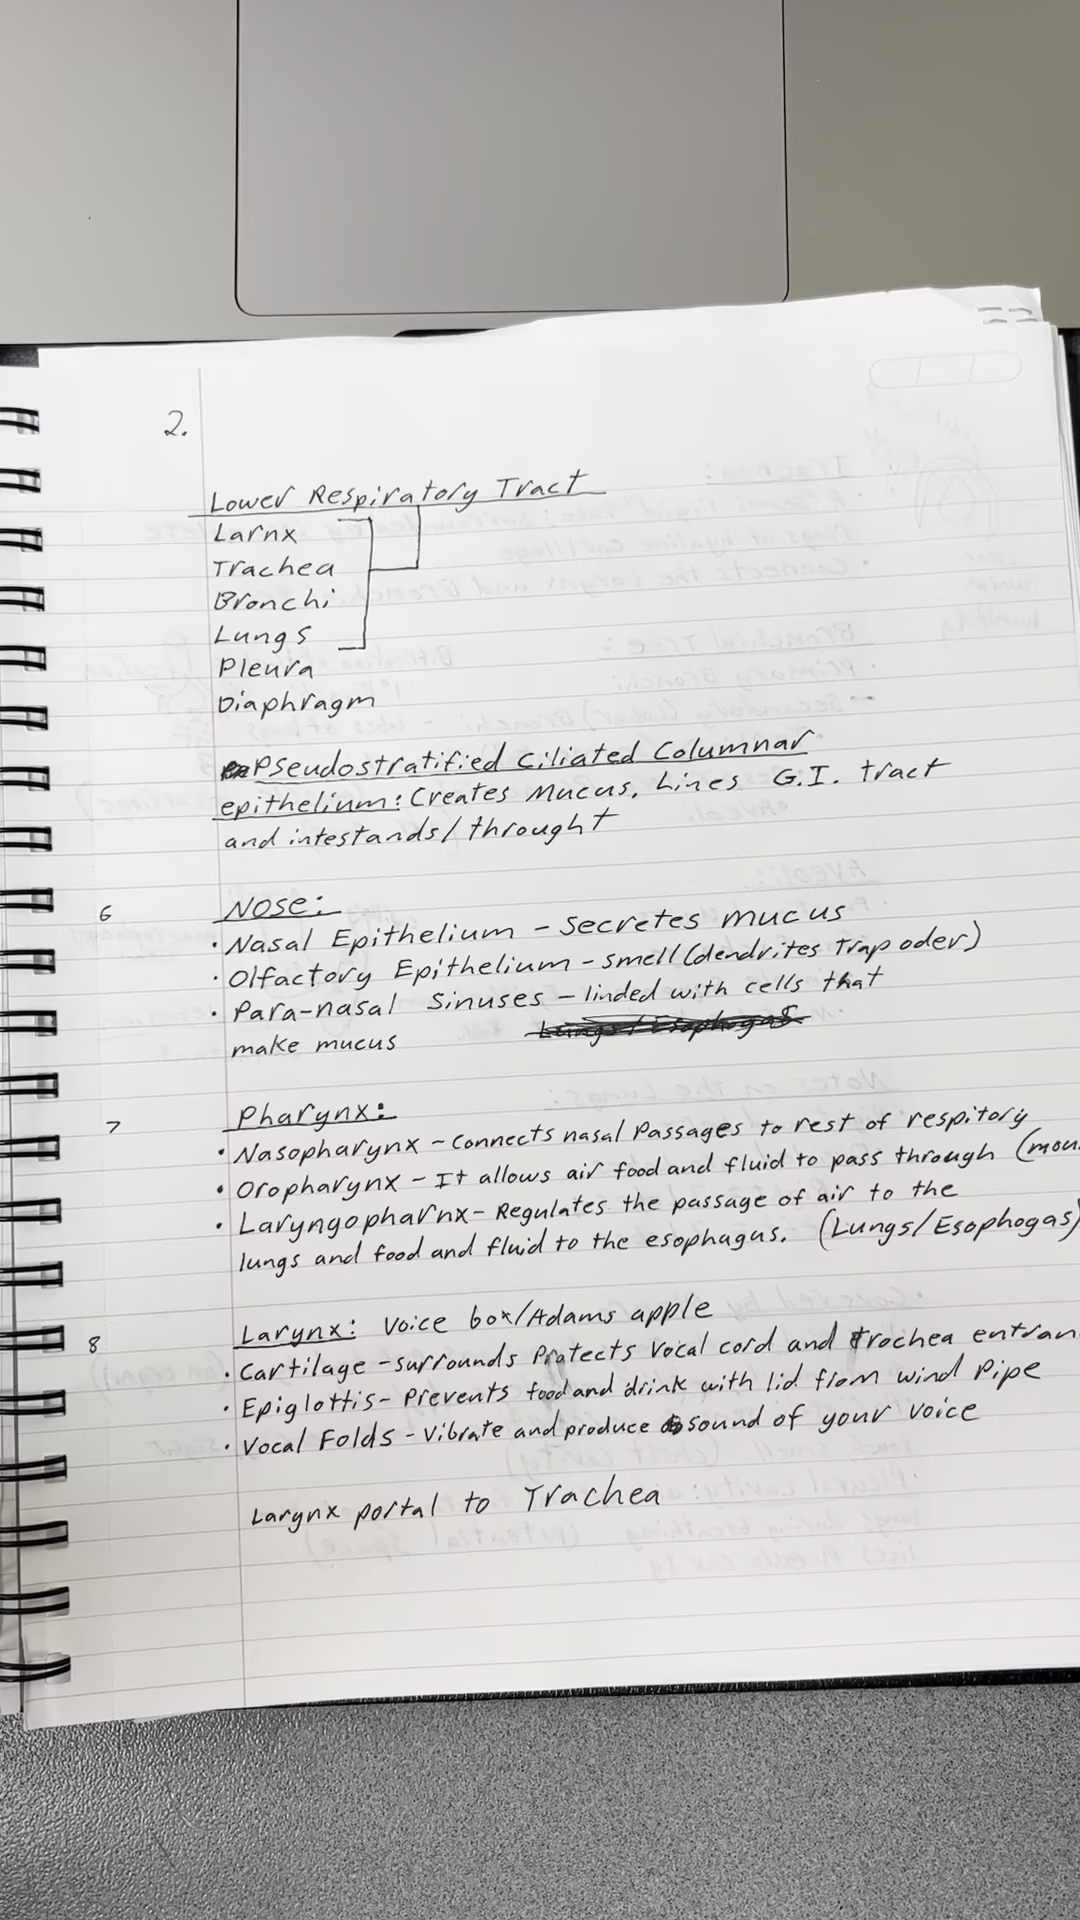 2.
Lower Respiratory Tract
Larnx
Trachea
Bronchi
Lungs
Pleura
Diaphragm
Pseudostratified Ciliated Columnar
epithelium: Creates Mucus, Lines G.I. tract
and intestands/throught
6
Nose:
• Nasal Epithelium - Secretes mucus
• Olfactory Epithelium - smell (dendrites Trap oder)
• Para-nasal Sinuses - linded with cells that
make mucus
7
Pharynx:
• Nasopharynx - Connects nasal Passages to rest of respitory
• Oropharynx - It allows air food and fluid to pass through (mou
• Laryngopharnx - Regulates the passage of air to the
lungs and food and fluid to the esophagus. (Lungs/Esophogas)
8
Larynx: Voice box/Adams apple
• Cartilage - surrounds Protects Vocal cord and trochea entran
• Epiglottis - Prevents food and drink with lid from wind Pipe
• Vocal Folds - Vibrate and produce sound of your voice
Larynx portal to Trachea